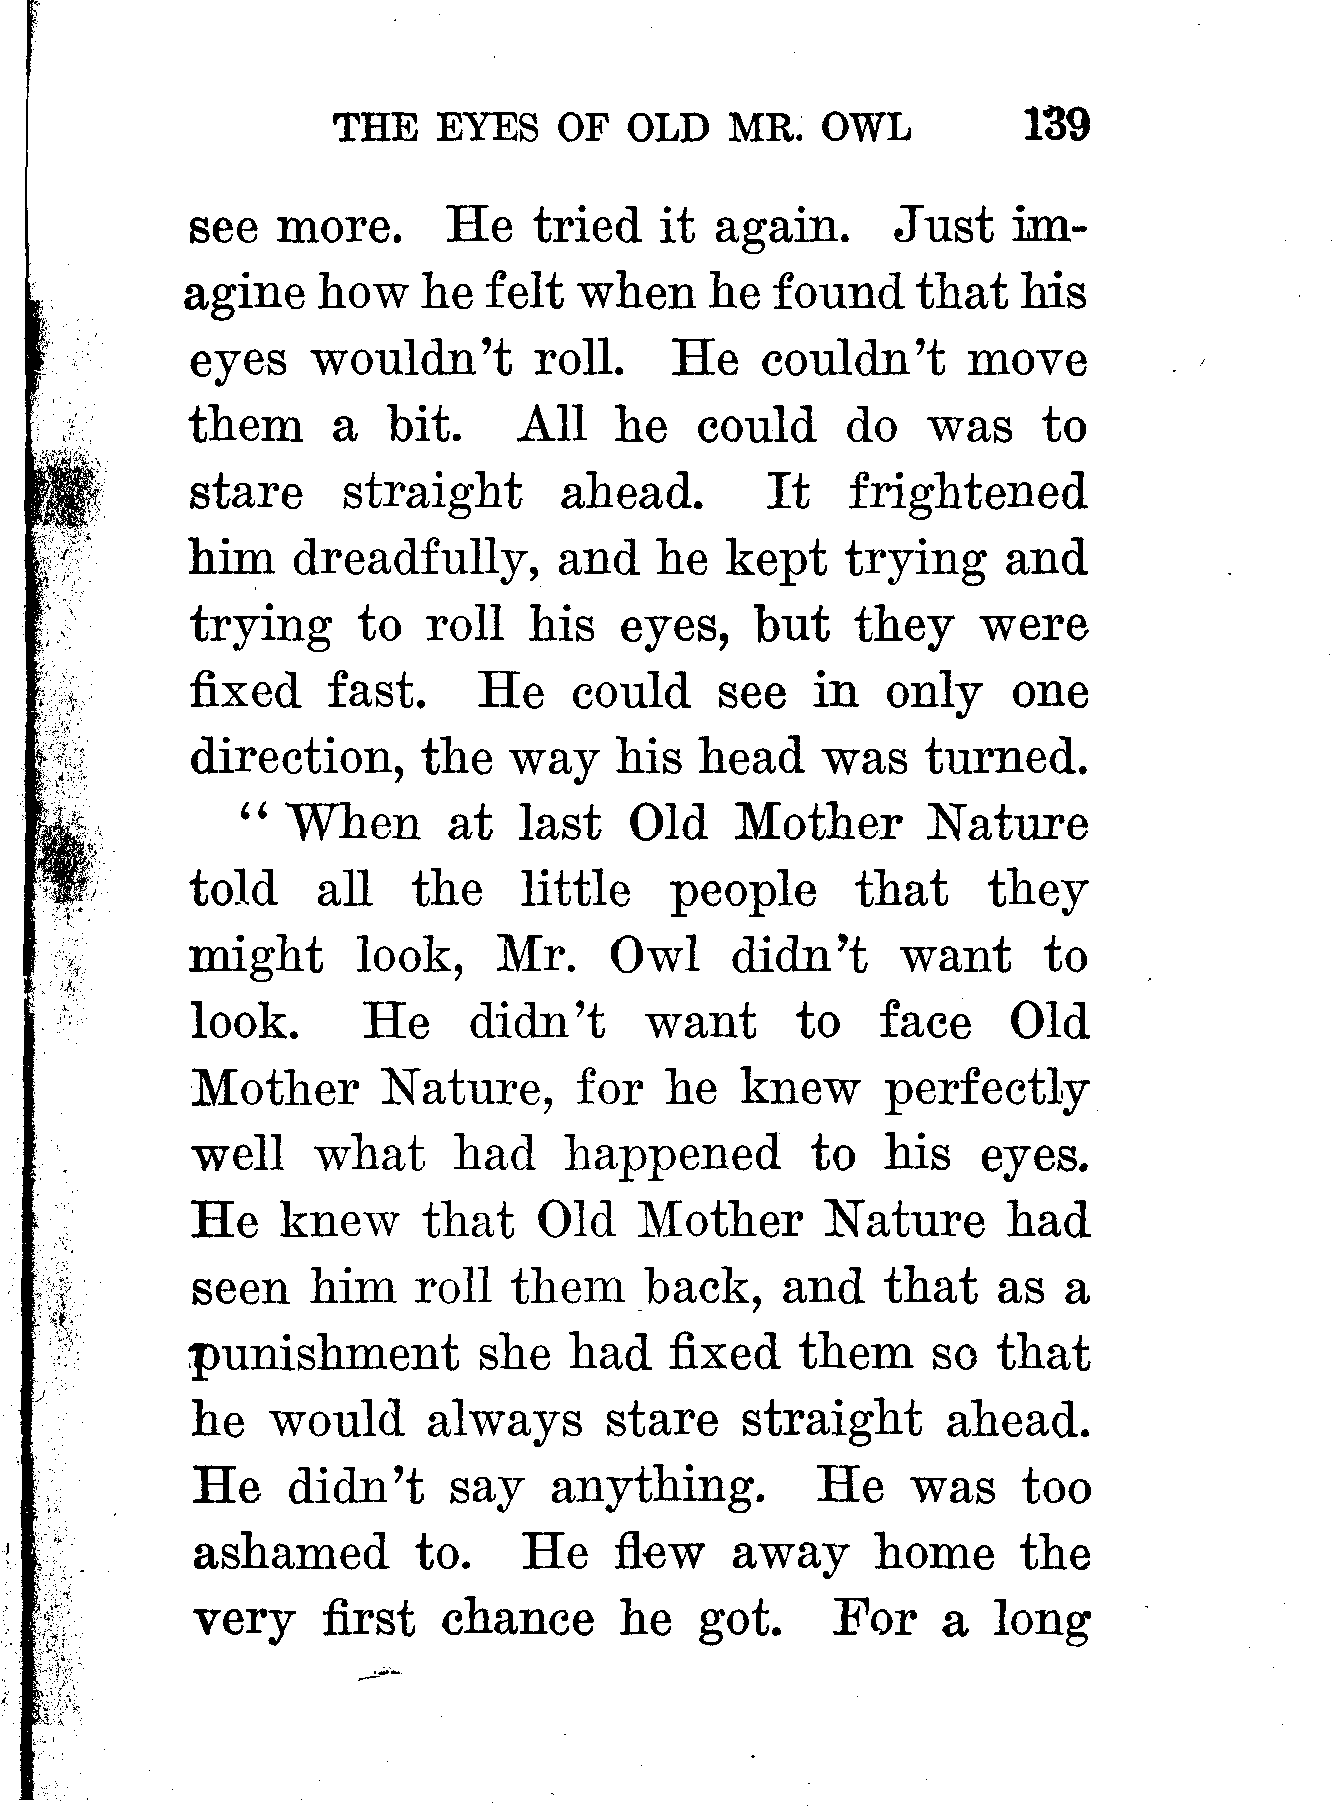 THE EYES OF OLD MR. OWL 139
see more. He tried it again. Just im-
agine how he felt when he found that his
eyes wouldn't roll. He couldn't move
them a bit. All he could do was to
stare straight ahead. It frightened
him dreadfully, and he kept trying and
trying to roll his eyes, but they were
fixed fast. He could see in only one
direction, the way his head was turned.
"When at last Old Mother Nature
told all the little people that they
might look, Mr. Owl didn't want to
look. He didn't want to face Old
Mother Nature, for he knew perfectly
well what had happened to his eyes.
He knew that Old Mother Nature had
seen him roll them back, and that as a
punishment she had fixed them so that
he would always stare straight ahead.
He didn't say anything. He was too
ashamed to. He flew away home the
very first chance he got. For a long